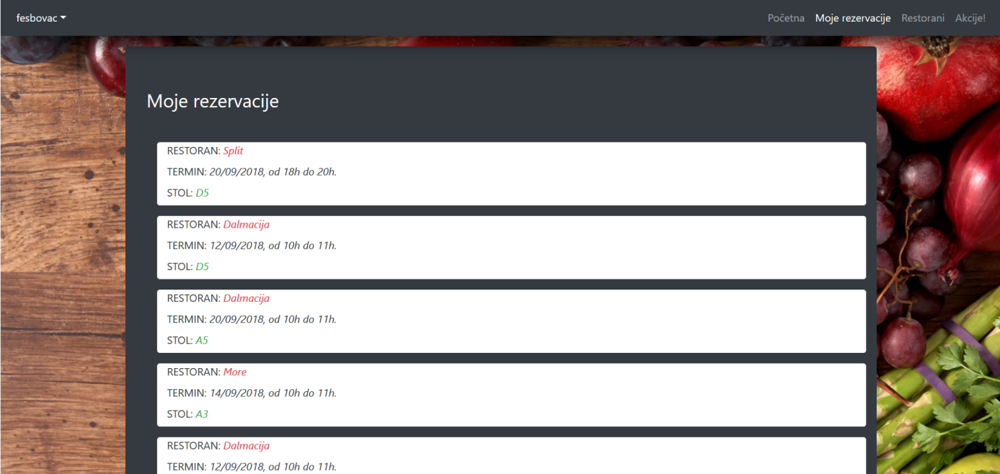 fesbovac
Početna Moje rezervacije Restorani Akcije!
Moje rezervacije
RESTORAN: Split
TERMIN: 20/09/2018, od 18h do 20h.
STOL: D5
RESTORAN: Dalmacija
TERMIN: 12/09/2018, od 10h do 11h.
STOL: D5
RESTORAN: Dalmacija
TERMIN: 20/09/2018, od 10h do 11h.
STOL: A5
RESTORAN: More
TERMIN: 14/09/2018, od 10h do 11h.
STOL: A3
RESTORAN: Dalmacija
TERMIN: 12/09/2018, od 10h do 11h.